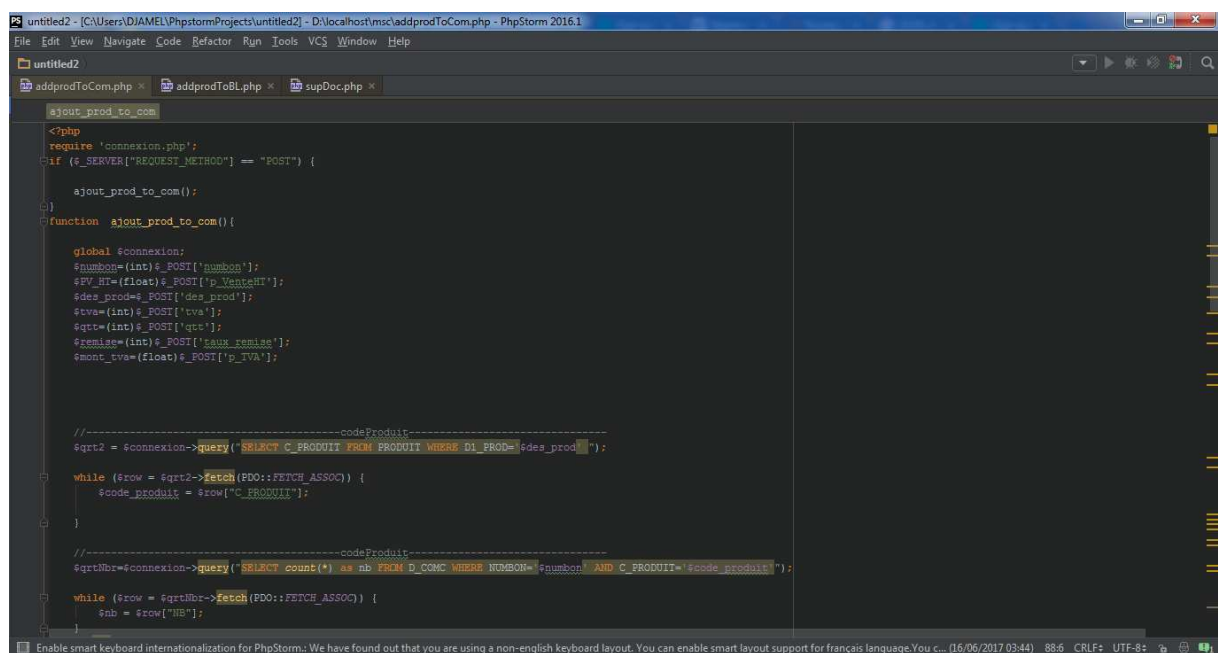 untitled2 - [C:\Users\DJAMEL\PhpstormProjects\untitled2] - D:\localhost\msc\addprodToCom.php - PhpStorm 2016.1
File Edit View Navigate Code Refactor Run Tools VCS Window Help
untitled2
addprodToCom.php × addprodToBL.php × supDoc.php ×
ajout_prod_to_com
<?php
require 'connexion.php';
if ($_SERVER["REQUEST_METHOD"] == "POST") {
ajout_prod_to_com();
}
function ajout_prod_to_com(){
global $connexion;
$numbon=(int)$_POST['numbon'];
$PV_HT=(float)$_POST['p_VenteHT'];
$des_prod=$_POST['des_prod'];
$tva=(int)$_POST['tva'];
$qtt=(int)$_POST['qtt'];
$remise=(int)$_POST['taux_remise'];
$mont_tva=(float)$_POST['p_TVA'];
//----------------------------------------codeProduit-------------------------------
$qrt2 = $connexion->query("SELECT C_PRODUIT FROM PRODUIT WHERE D1_PROD='$des_prod' ");
while ($row = $qrt2->fetch(PDO::FETCH_ASSOC)) {
$code_produit = $row["C_PRODUIT"];
}
//----------------------------------------codeProduit-------------------------------
$qrtNbr=$connexion->query("SELECT count(*) as nb FROM D_COMC WHERE NUMBON='$numbon' AND C_PRODUIT='$code_produit'");
while ($row = $qrtNbr->fetch(PDO::FETCH_ASSOC)) {
$nb = $row["NB"];
}
Enable smart keyboard internationalization for PhpStorm.: We have found out that you are using a non-english keyboard layout. You can enable smart layout support for français language.You c... (16/06/2017 03:44) 88:6 CRLF÷ UTF-8÷